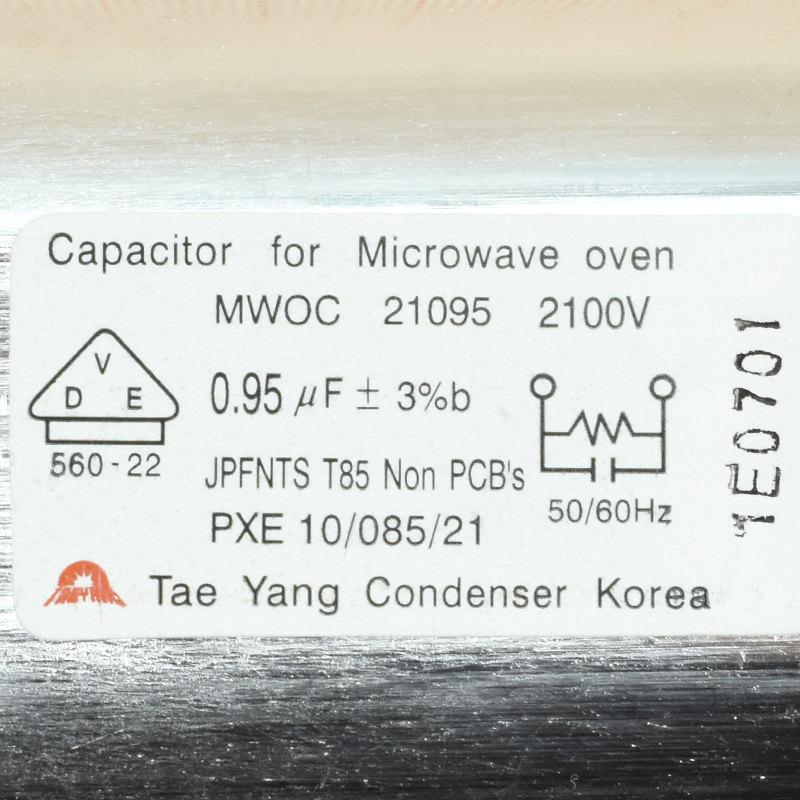 Capacitor for Microwave oven
MWOC 21095 2100V
V
D E
0.95 μF ± 3%b
560-22
JPFNTS T85 Non PCB's
50/60Hz
PXE 10/085/21
Tae Yang Condenser Korea
1E0701